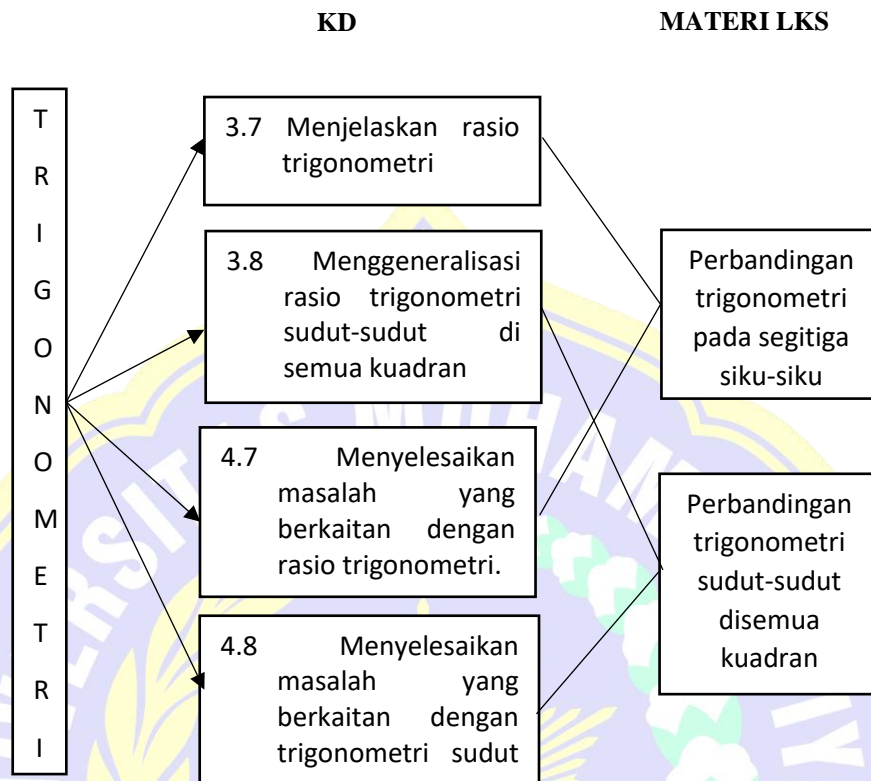 KD
MATERI LKS
T
R
I
G
O
N
O
M
E
T
R
I
3.7 Menjelaskan rasio
trigonometri
3.8 Menggeneralisasi
rasio trigonometri
sudut-sudut di
semua kuadran
4.7 Menyelesaikan
masalah yang
berkaitan dengan
rasio trigonometri.
4.8 Menyelesaikan
masalah yang
berkaitan dengan
trigonometri sudut
Perbandingan
trigonometri
pada segitiga
siku-siku
Perbandingan
trigonometri
sudut-sudut
disemua
kuadran